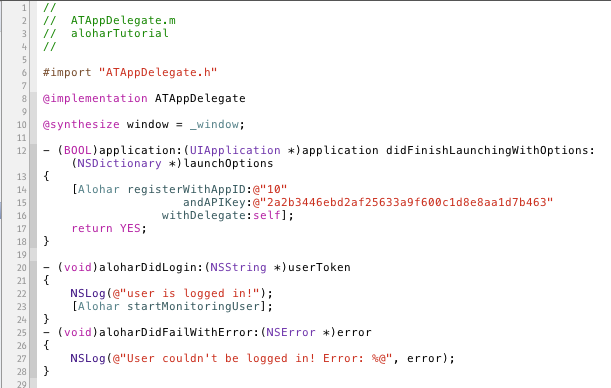 1 //
2 // ATAppDelegate.m
3 // aloharTutorial
4 //
5
6 #import "ATAppDelegate.h"
7
8 @implementation ATAppDelegate
9
10 @synthesize window = _window;
11
12 - (BOOL)application:(UIApplication *)application didFinishLaunchingWithOptions:
(NSDictionary *)launchOptions
13 {
14 [Alohar registerWithAppID:@"10"
15 andAPIKey:@"2a2b3446ebd2af25633a9f600c1d8e8aa1d7b463"
16 withDelegate:self];
17 return YES;
18 }
19
20 - (void)aloharDidLogin:(NSString *)userToken
21 {
22 NSLog(@"user is logged in!");
23 [Alohar startMonitoringUser];
24 }
25 - (void)aloharDidFailWithError:(NSError *)error
26 {
27 NSLog(@"User couldn't be logged in! Error: %@", error);
28 }
29